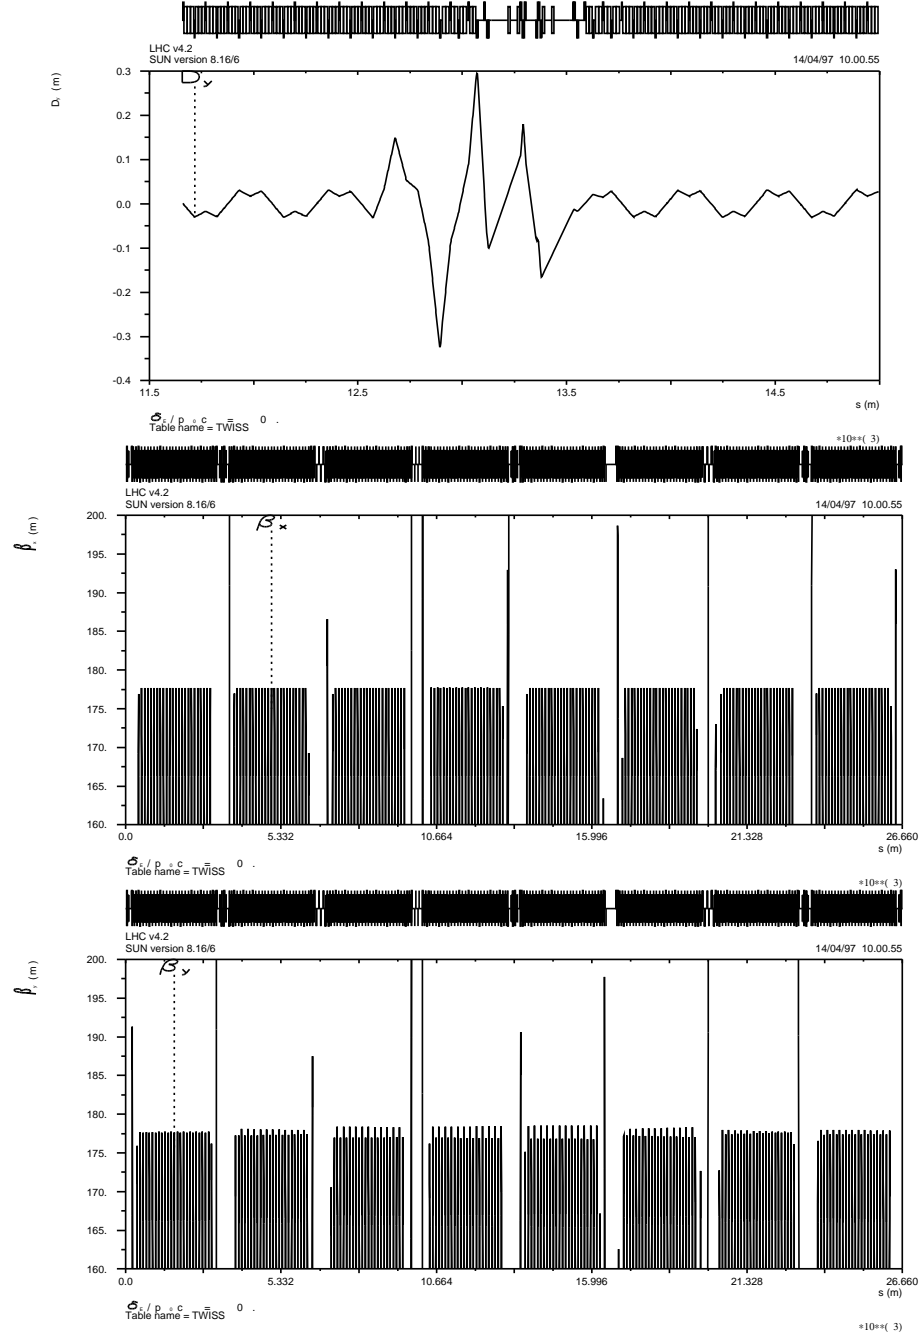 LHC v4.2
SUN version 8.16/6 14/04/97 10.00.55
D y (m)
D y
0.3
0.2
0.1
0.0
-0.1
-0.2
-0.3
-0.4
11.5 12.5 13.5 14.5
s (m)
δ E / p 0 c = 0 .
Table name = TWISS
*10**( 3)
LHC v4.2
SUN version 8.16/6 14/04/97 10.00.55
β x (m)
β x
200.
195.
190.
185.
180.
175.
170.
165.
160.
0.0 5.332 10.664 15.996 21.328 26.660
s (m)
δ E / p 0 c = 0 .
Table name = TWISS
*10**( 3)
LHC v4.2
SUN version 8.16/6 14/04/97 10.00.55
β y (m)
β y
200.
195.
190.
185.
180.
175.
170.
165.
160.
0.0 5.332 10.664 15.996 21.328 26.660
s (m)
δ E / p 0 c = 0 .
Table name = TWISS
*10**( 3)